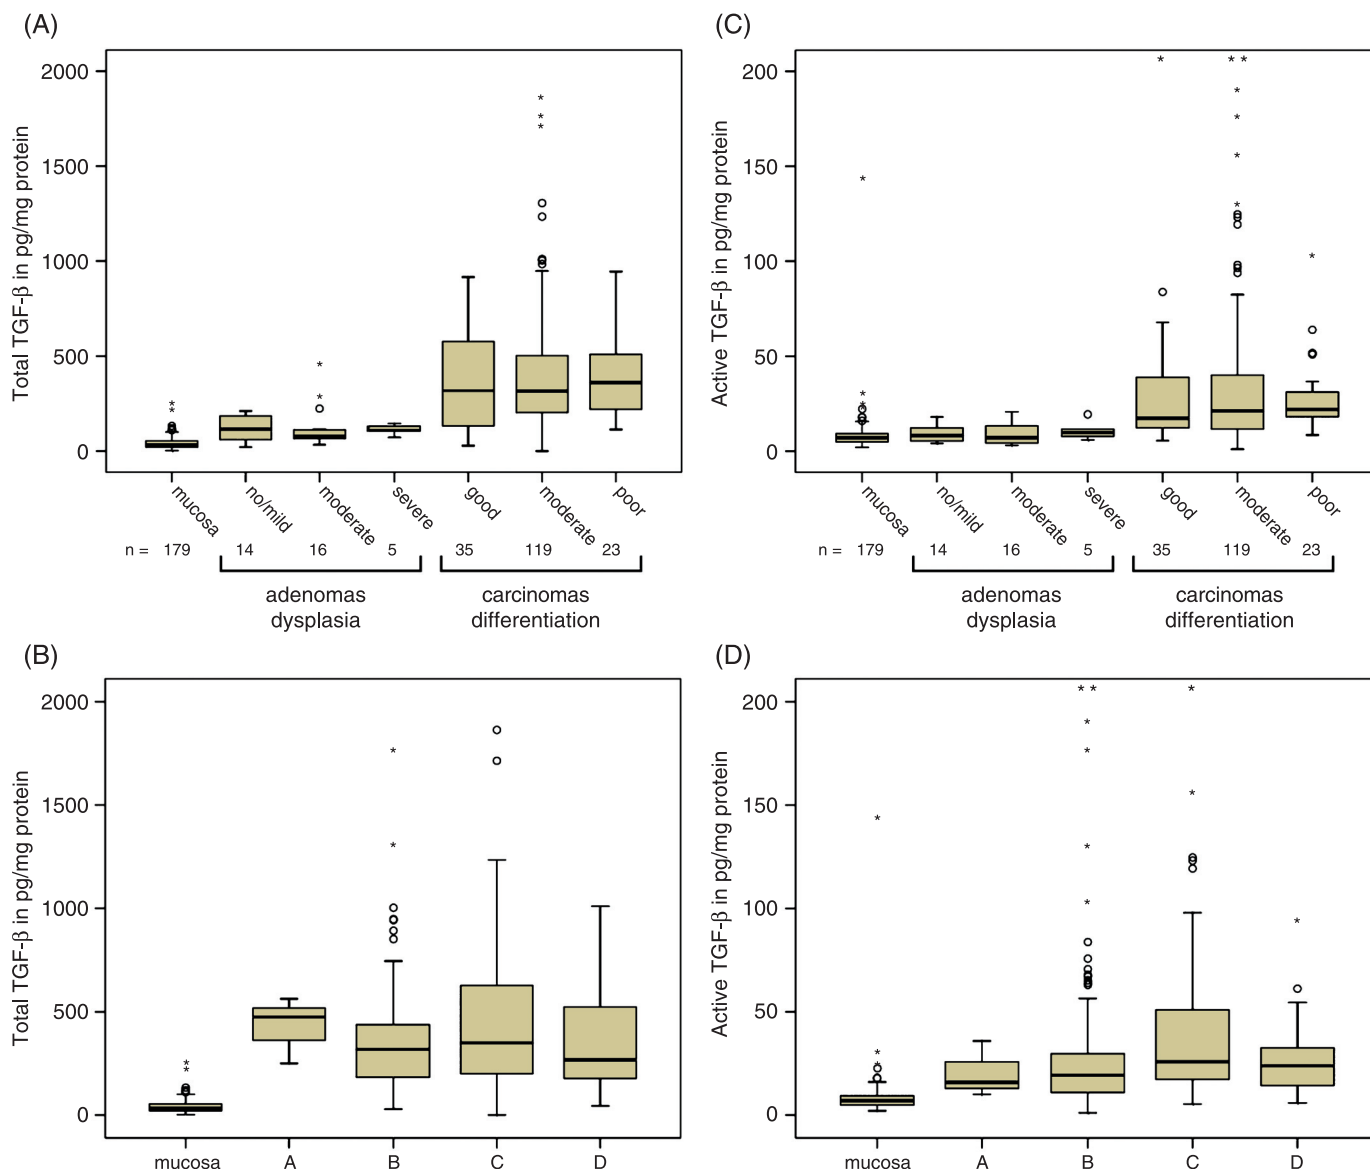 (A)
Total TGF-β in pg/mg protein
2000
1500
1000
500
0
mucosa
no/mild
moderate
severe
good
moderate
poor
n = 179 14 16 5 35 119 23
adenomas
dysplasia
carcinomas
differentiation
(C)
Active TGF-β in pg/mg protein
200
150
100
50
0
mucosa
no/mild
moderate
severe
good
moderate
poor
n = 179 14 16 5 35 119 23
adenomas
dysplasia
carcinomas
differentiation
(B)
Total TGF-β in pg/mg protein
2000
1500
1000
500
0
mucosa A B C D
(D)
Active TGF-β in pg/mg protein
200
150
100
50
0
mucosa A B C D